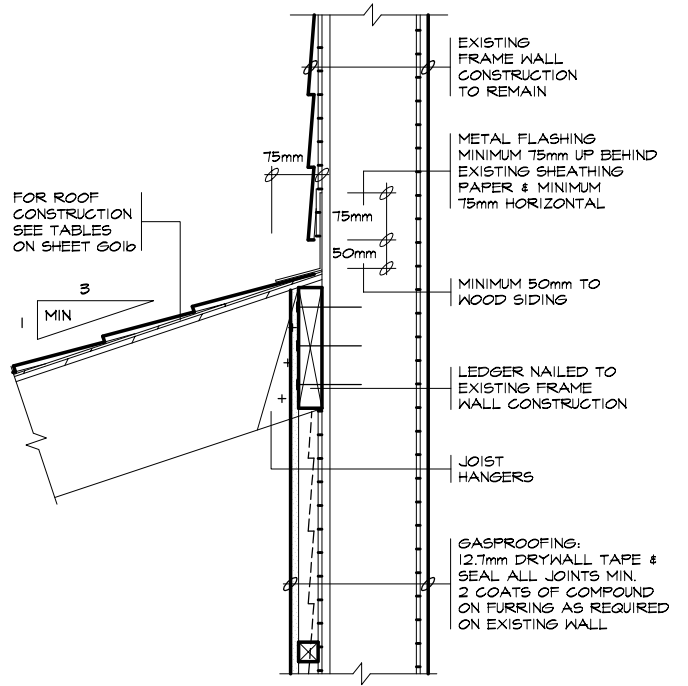 EXISTING
FRAME WALL
CONSTRUCTION
TO REMAIN
METAL FLASHING
MINIMUM 75mm UP BEHIND
EXISTING SHEATHING
PAPER & MINIMUM
75mm HORIZONTAL
75mm
FOR ROOF
CONSTRUCTION
SEE TABLES
ON SHEET G016
75mm
50mm
3
1
MIN
MINIMUM 50mm TO
WOOD SIDING
LEDGER NAILED TO
EXISTING FRAME
WALL CONSTRUCTION
JOIST
HANGERS
GASPROOFING:
12.7mm DRYWALL TAPE &
SEAL ALL JOINTS MIN.
2 COATS OF COMPOUND
ON FURRING AS REQUIRED
ON EXISTING WALL